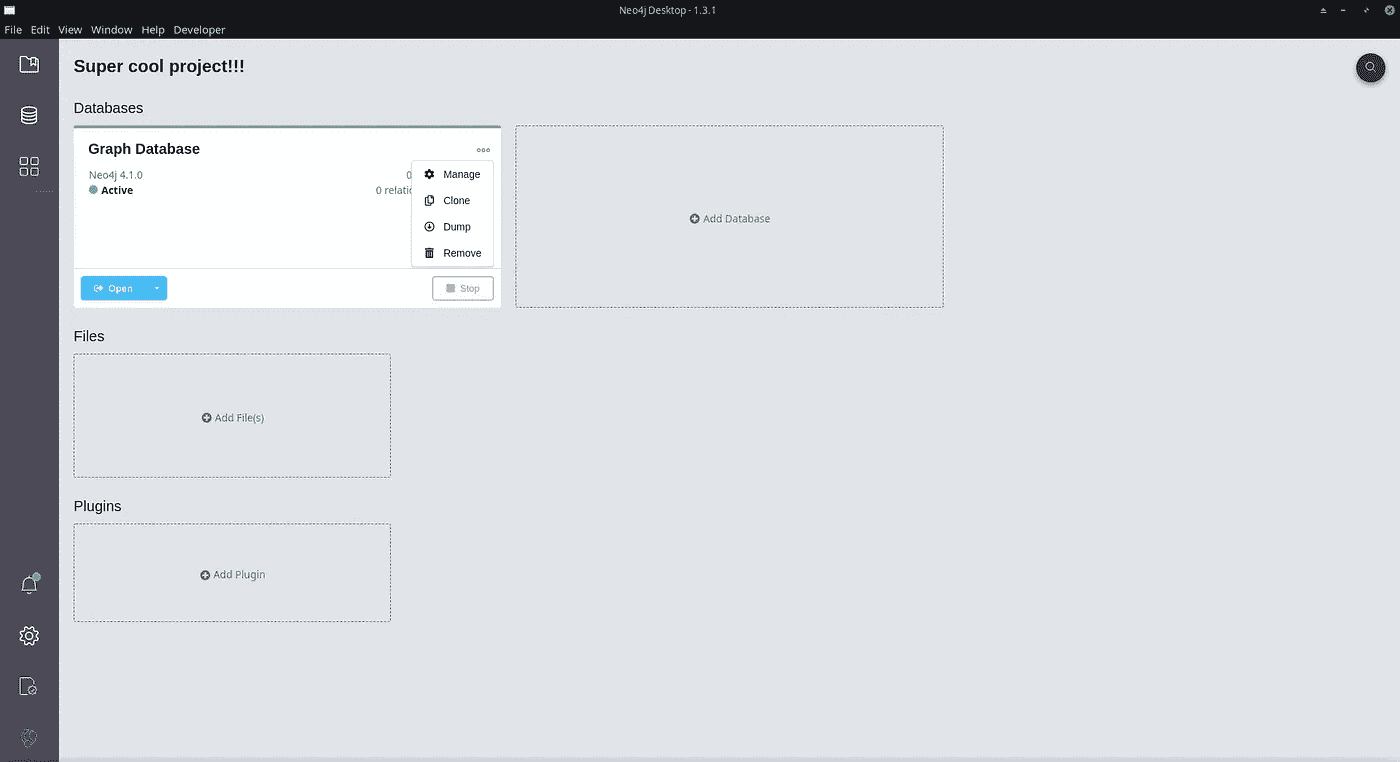 Neo4j Desktop - 1.3.1
File Edit View Window Help Developer
Super cool project!!!
Databases
Graph Database
Neo4j 4.1.0 0
Active 0 relatio
Manage
Clone
Dump
Remove
Add Database
Open Stop
Files
Add File(s)
Plugins
Add Plugin